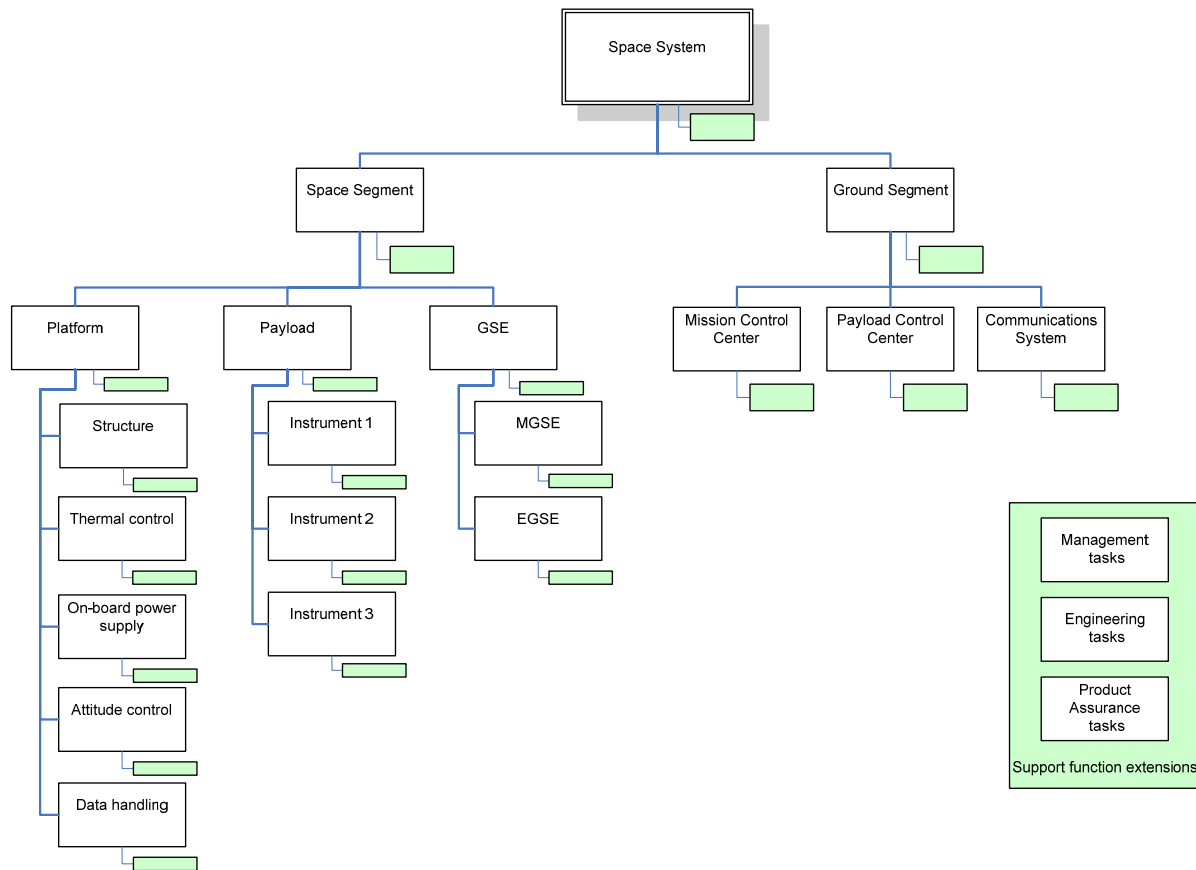 Space System
Space Segment
Ground Segment
Platform
Payload
GSE
Mission Control
Center
Payload Control
Center
Communications
System
Structure
Instrument 1
MGSE
Thermal control
Instrument 2
EGSE
On-board power
supply
Instrument 3
Attitude control
Data handling
Management
tasks
Engineering
tasks
Product
Assurance
tasks
Support function extensions